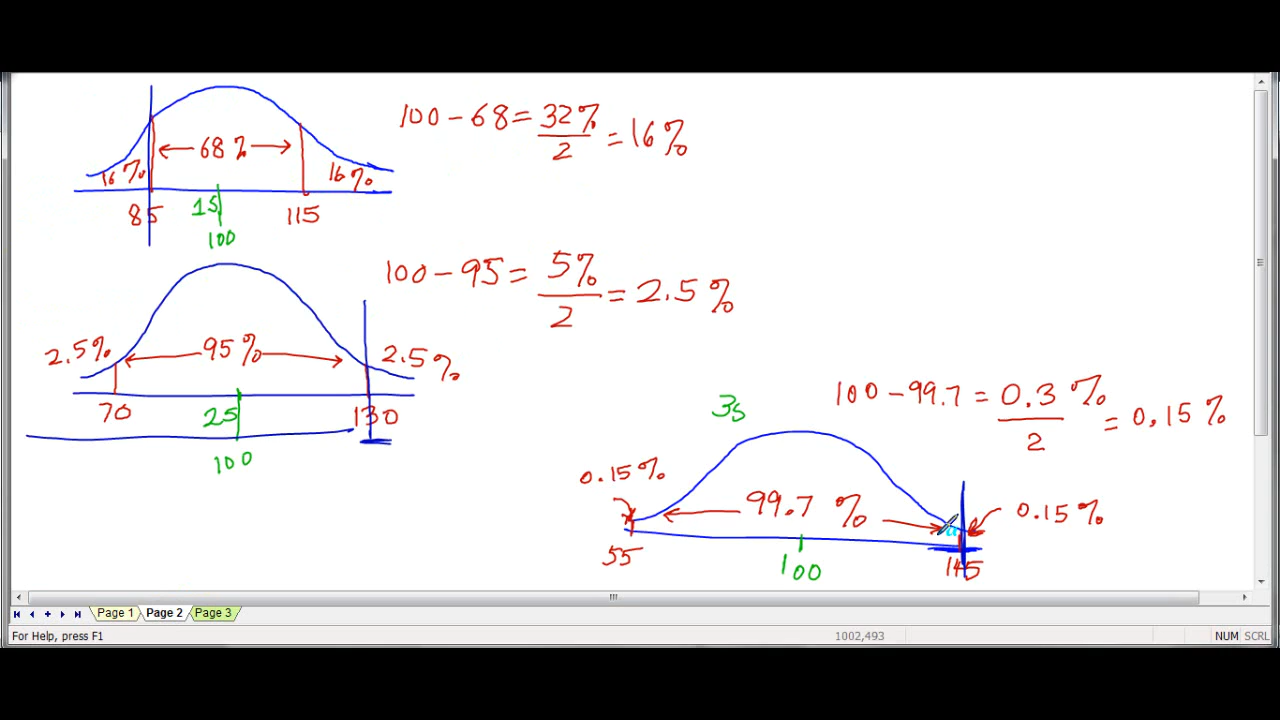 100 - 68 = 32% / 2 = 16%
68%
16%
16%
85
15
115
100
100 - 95 = 5% / 2 = 2.5%
2.5%
95%
2.5%
70
25
130
100
100 - 99.7 = 0.3% / 2 = 0.15%
3s
0.15%
99.7%
0.15%
55
100
145
Page 1 Page 2 Page 3
For Help, press F1
1002,493
NUM
SCRL